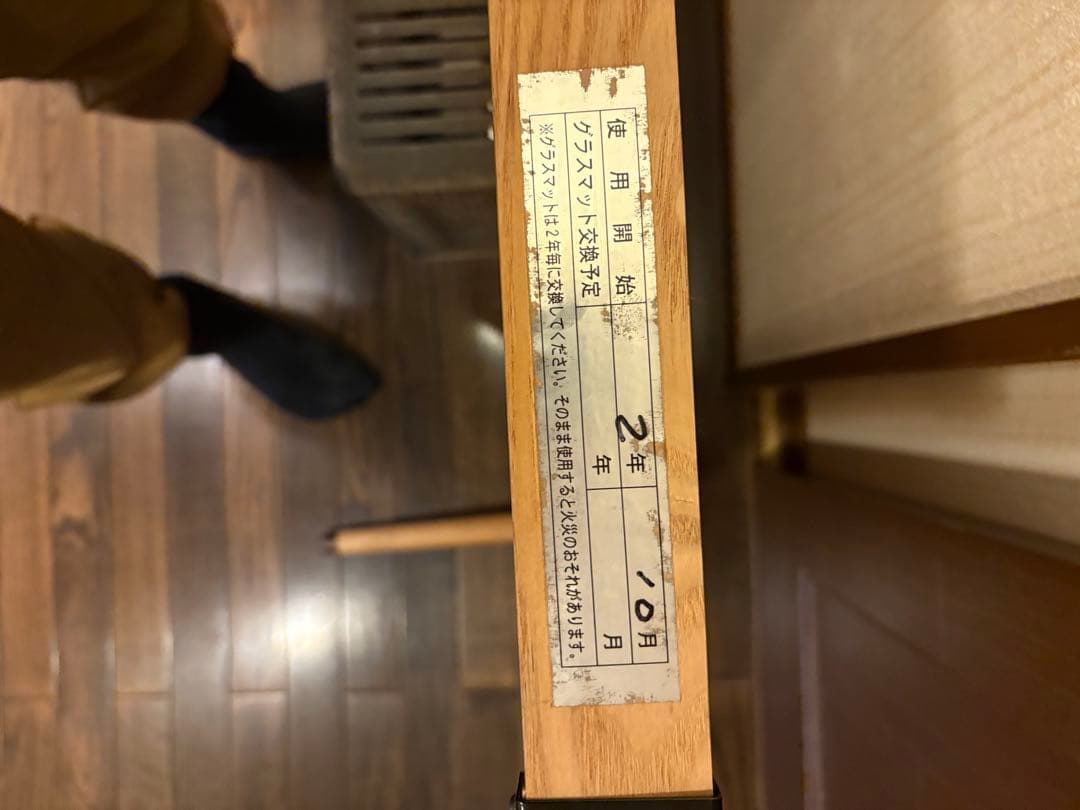 使用開始 2年 10月
グラスマット交換予定 年 月
※グラスマットは2年毎に交換してください。そのまま使用すると火災のおそれがあります。